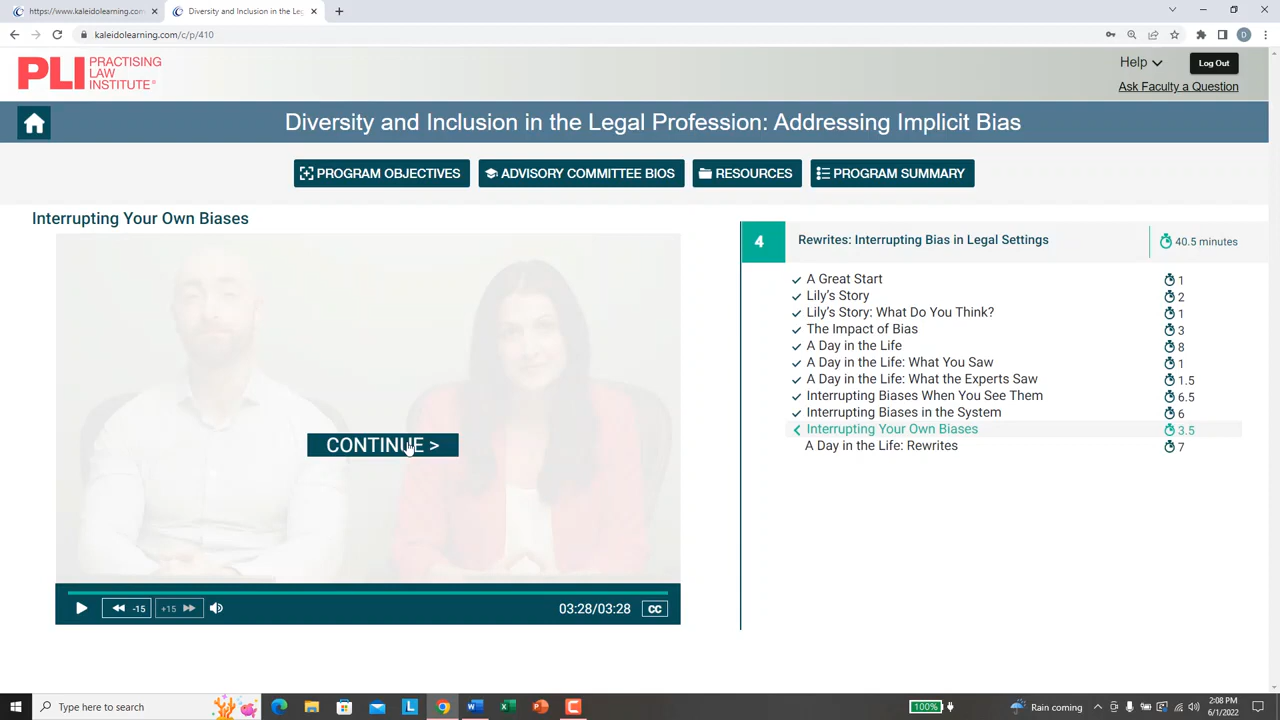 https://www.kaleidolearning.com
Diversity and Inclusion in the Leg
kaleidolearning.com/c/p/410
D
PLI PRACTISING LAW INSTITUTE®
Help
Log Out
Ask Faculty a Question
Diversity and Inclusion in the Legal Profession: Addressing Implicit Bias
PROGRAM OBJECTIVES
ADVISORY COMMITTEE BIOS
RESOURCES
PROGRAM SUMMARY
Interrupting Your Own Biases
CONTINUE >
-15
+15
03:28/03:28
CC
4 Rewrites: Interrupting Bias in Legal Settings 40.5 minutes
A Great Start 1
Lily's Story 2
Lily's Story: What Do You Think? 1
The Impact of Bias 3
A Day in the Life 8
A Day in the Life: What You Saw 1
A Day in the Life: What the Experts Saw 1.5
Interrupting Biases When You See Them 6.5
Interrupting Biases in the System 6
Interrupting Your Own Biases 3.5
A Day in the Life: Rewrites 7
Type here to search
L
100%
Rain coming
2:08 PM
6/1/2022